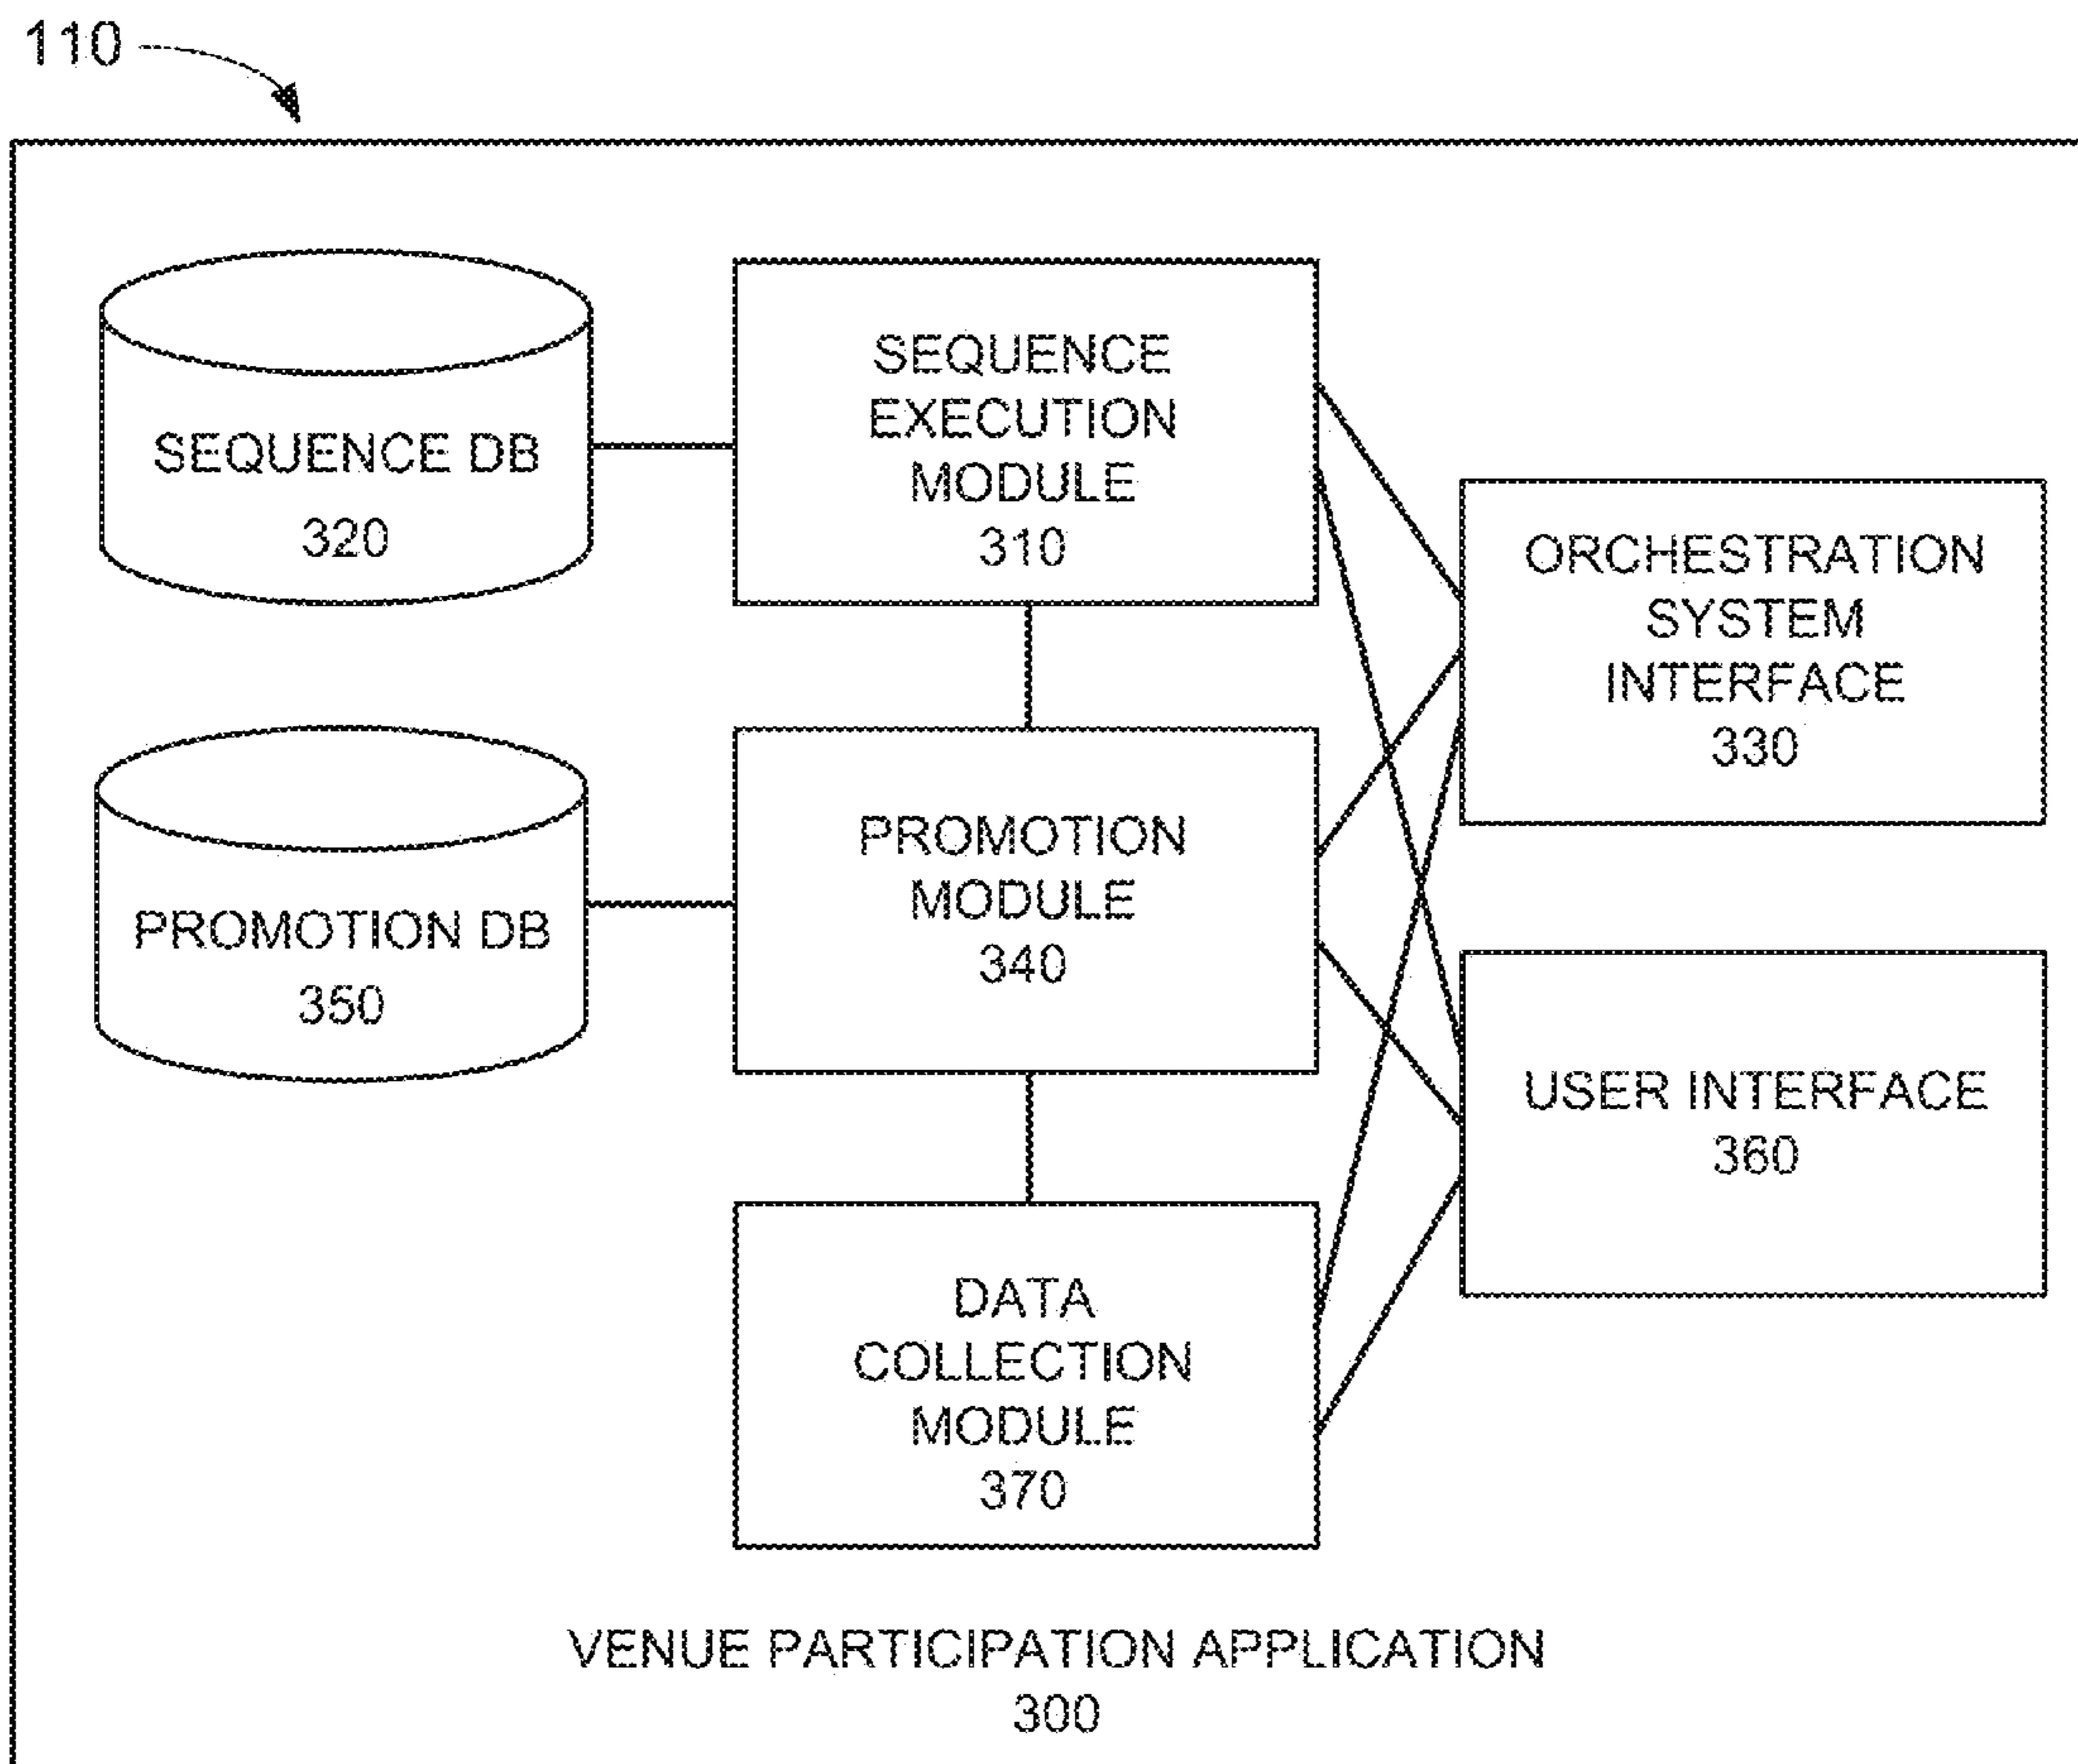 110
SEQUENCE DB
320
SEQUENCE
EXECUTION
MODULE
310
ORCHESTRATION
SYSTEM
INTERFACE
330
PROMOTION DB
350
PROMOTION
MODULE
340
USER INTERFACE
360
DATA
COLLECTION
MODULE
370
VENUE PARTICIPATION APPLICATION
300